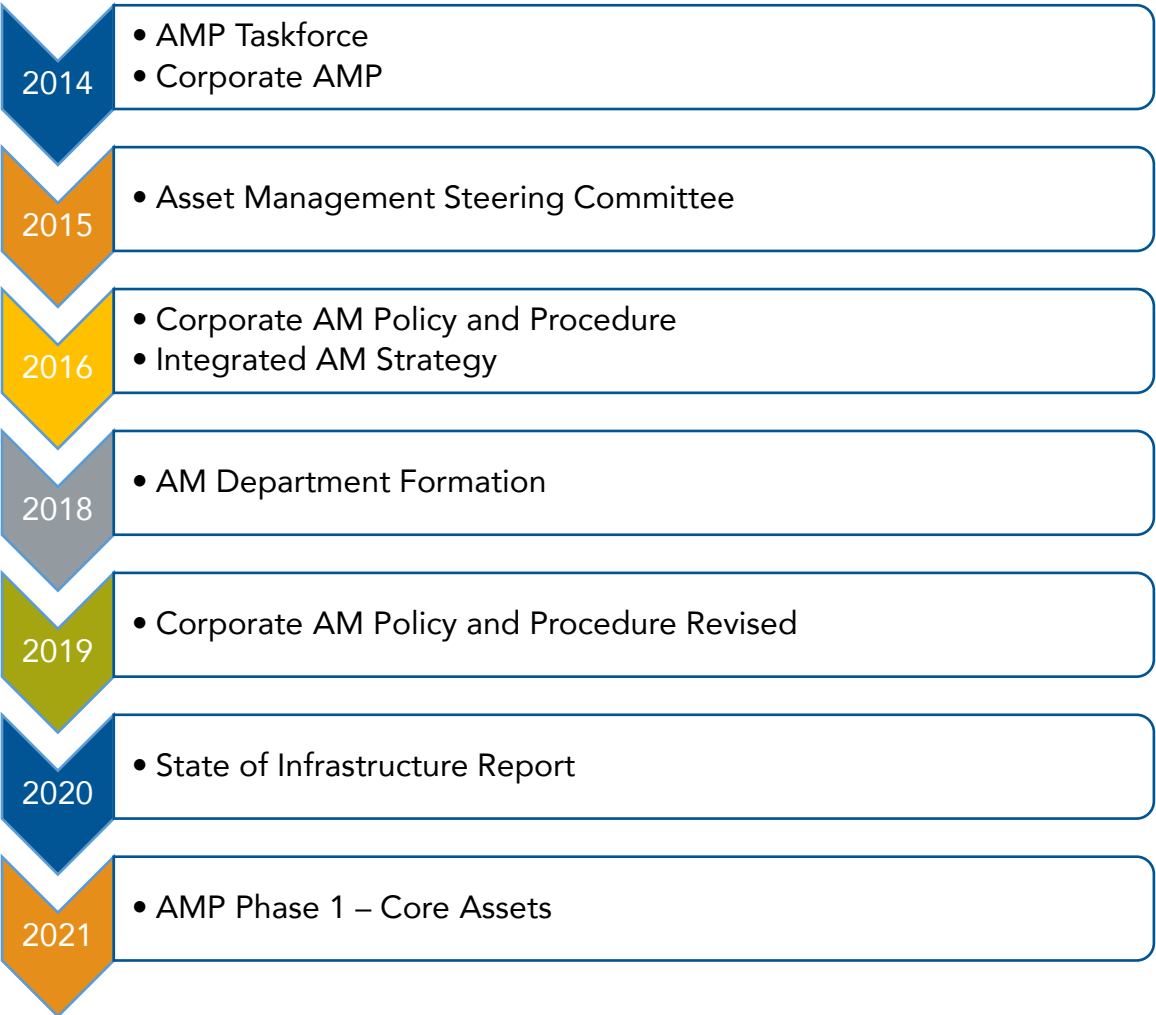 2014
• AMP Taskforce
• Corporate AMP
2015
• Asset Management Steering Committee
2016
• Corporate AM Policy and Procedure
• Integrated AM Strategy
2018
• AM Department Formation
2019
• Corporate AM Policy and Procedure Revised
2020
• State of Infrastructure Report
2021
• AMP Phase 1 – Core Assets